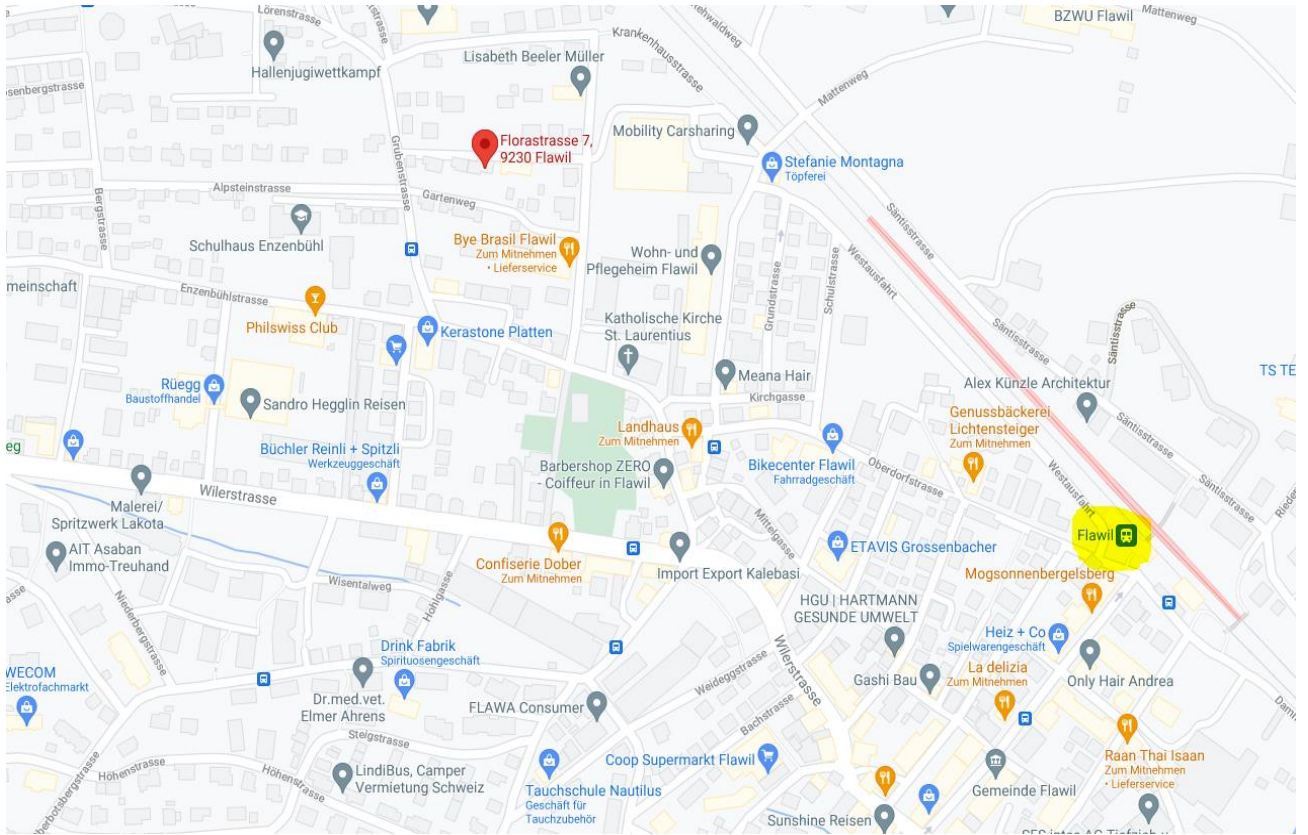 Lörenstrasse
BZWU Flawil
Mattenweg
Krankenhausstrasse
Lisabeth Beeler Müller
Hallenjugiwettkampf
Mattenweg
Florastrasse 7,
9230 Flawil
Mobility Carsharing
Stefanie Montagna
Töpferei
Grubenstrasse
Alpsteinstrasse
Gartenweg
Bergstrasse
Säntisstrasse
Schulhaus Enzenbühl
Bye Brasil Flawil
Zum Mitnehmen
• Lieferservice
Wohn- und
Pflegeheim Flawil
Westausfahrt
Grundstrasse
Schulstrasse
meinschaft
Enzenbühlstrasse
Philswiss Club
Kerastone Platten
Katholische Kirche
St. Laurentius
Säntisstrasse
Säntisstrasse
TS TE
Rüegg
Baustoffhandel
Sandro Hegglin Reisen
Meana Hair
Kirchgasse
Alex Künzle Architektur
Genussbäckerei
Lichtensteiger
Zum Mitnehmen
Säntisstrasse
Landhaus
Zum Mitnehmen
eg
Büchler Reinli + Spitzli
Werkzeuggeschäft
Barbershop ZERO
- Coiffeur in Flawil
Bikecenter Flawil
Fahrradgeschäft
Oberdorfstrasse
Westausfahrt
Säntisstrasse
Wilerstrasse
Malerei/
Spritzwerk Lakota
Mittelgasse
Flawil
AIT Asaban
Immo-Treuhand
Confiserie Dober
Zum Mitnehmen
Import Export Kalebasi
ETAVIS Grossenbacher
Mogsonnenbergelsberg
Wisentalweg
Hohlgasse
Niederbergstrasse
HGU | HARTMANN
GESUNDE UMWELT
Heiz + Co
Spielwarengeschäft
Drink Fabrik
Spirituosengeschäft
Wilerstrasse
Weideggstrasse
La delizia
Zum Mitnehmen
WECOM
Elektrofachmarkt
Dr.med.vet.
Elmer Ahrens
FLAWA Consumer
Gashi Bau
Only Hair Andrea
Bachstrasse
Steigstrasse
Coop Supermarkt Flawil
Raan Thai Isaan
Zum Mitnehmen
• Lieferservice
Höhenstrasse
Höhenstrasse
LindiBus, Camper
Vermietung Schweiz
Tauchschule Nautilus
Geschäft für
Tauchzubehör
Gemeinde Flawil
Sunshine Reisen